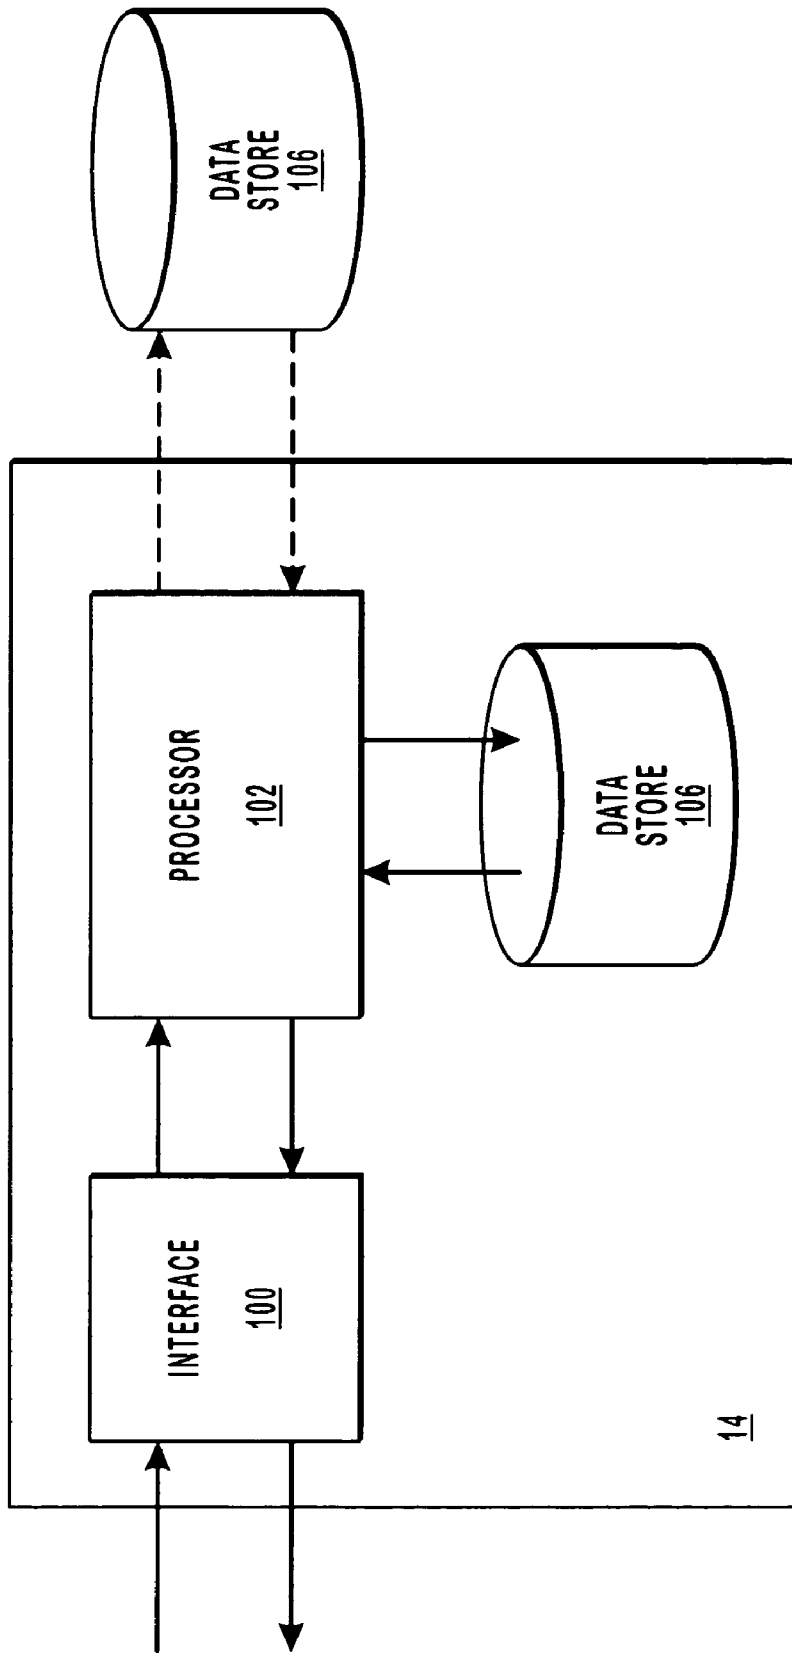 INTERFACE
100
PROCESSOR
102
DATA
STORE
106
DATA
STORE
106
14